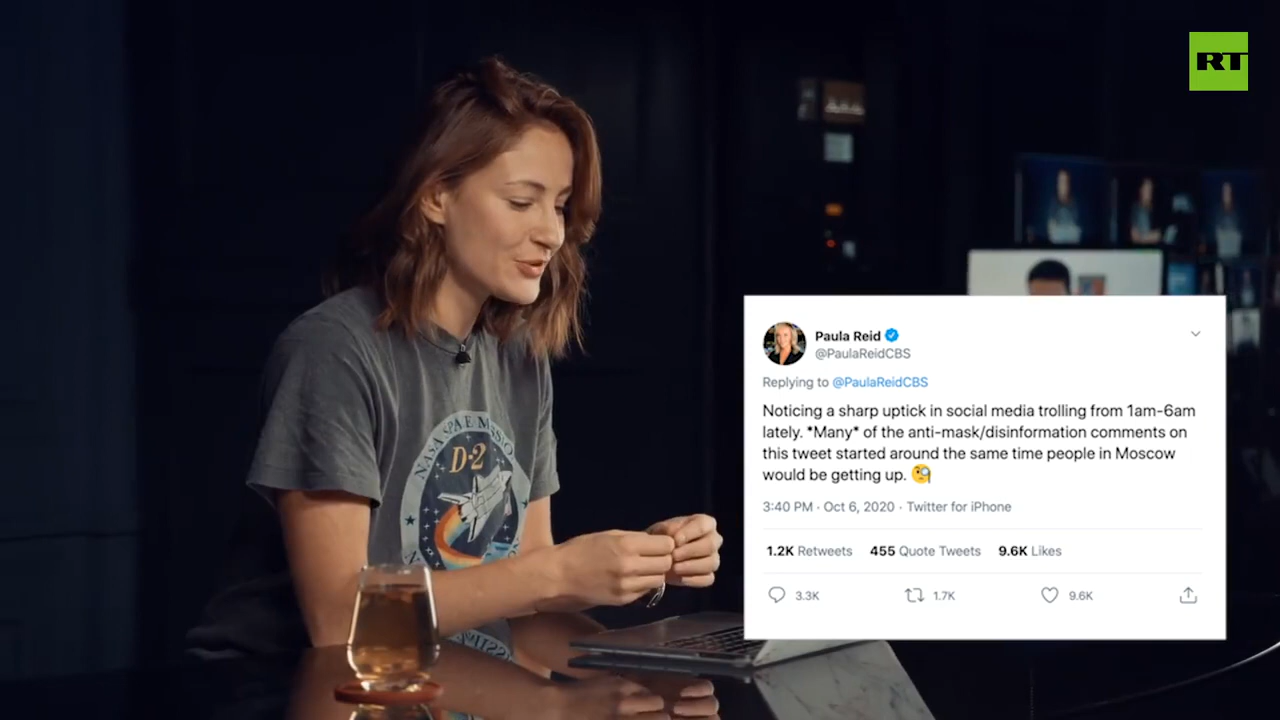 RT
Paula Reid
@PaulaReidCBS
Replying to @PaulaReidCBS
Noticing a sharp uptick in social media trolling from 1am-6am
lately. *Many* of the anti-mask/disinformation comments on
this tweet started around the same time people in Moscow
would be getting up. 🧐
3:40 PM · Oct 6, 2020 · Twitter for iPhone
1.2K Retweets 455 Quote Tweets 9.6K Likes
3.3K 1.7K 9.6K
NASA SPACE MISSIO
D-2